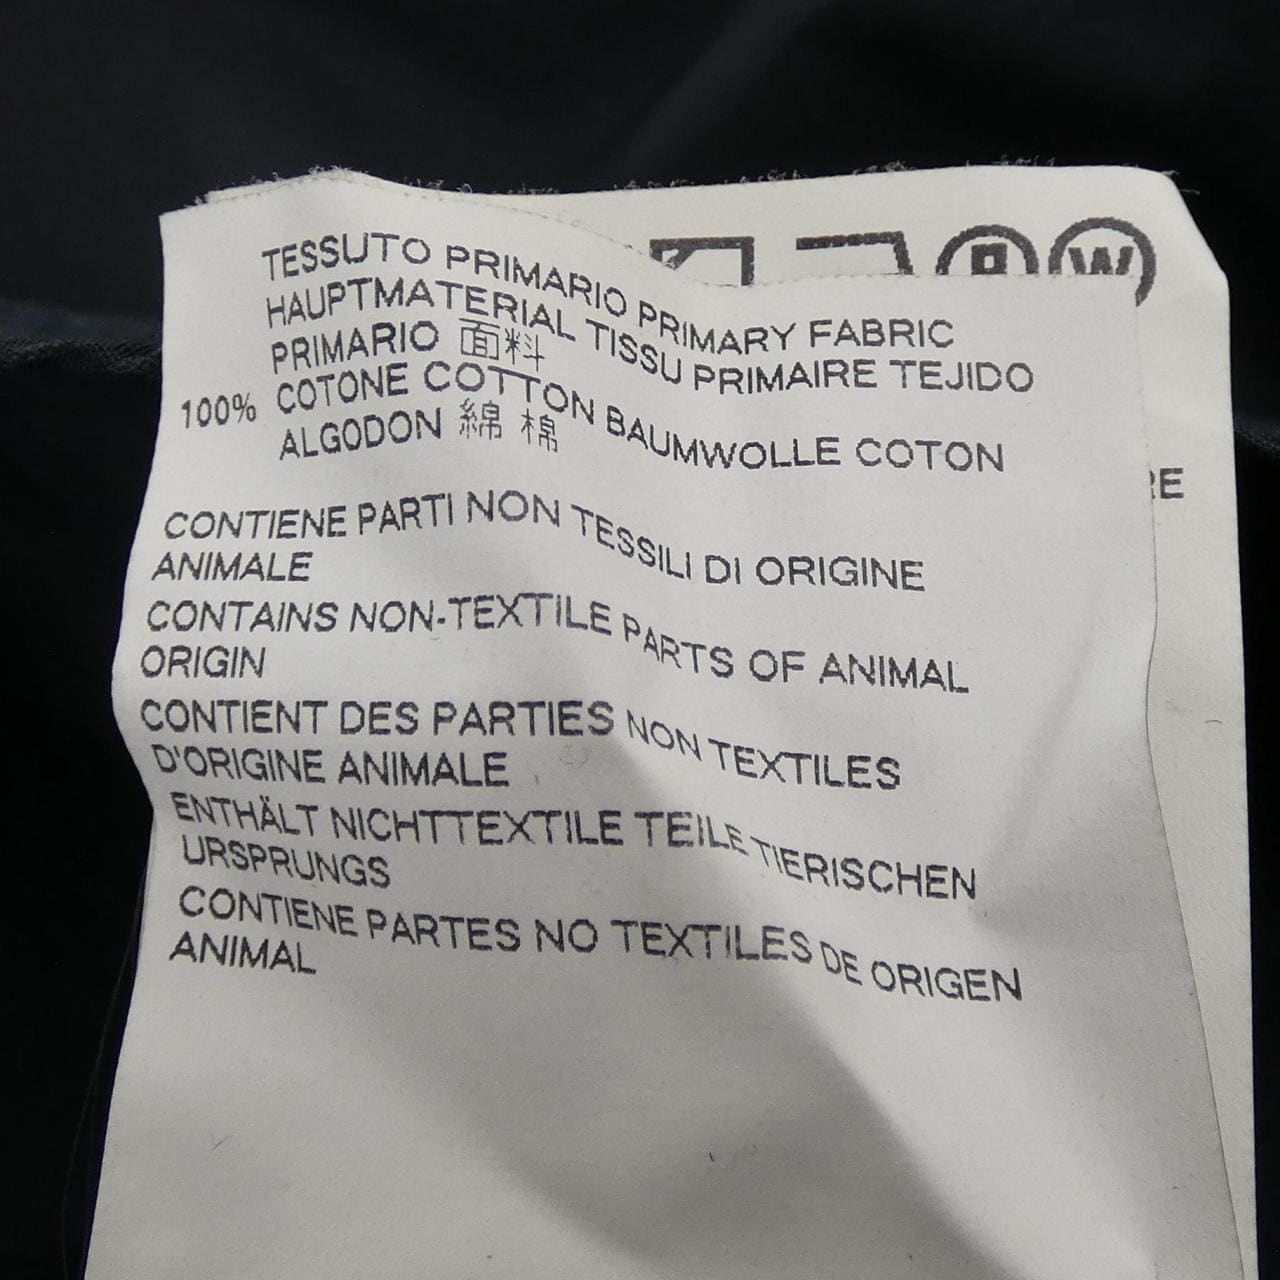 TESSUTO PRIMARIO PRIMARY FABRIC
HAUPTMATERIAL TISSU PRIMAIRE TEJIDO
PRIMARIO 面料
100% COTONE COTTON BAUMWOLLE COTON
ALGODON 綿 棉
CONTIENE PARTI NON TESSILI DI ORIGINE
ANIMALE
CONTAINS NON-TEXTILE PARTS OF ANIMAL
ORIGIN
CONTIENT DES PARTIES NON TEXTILES
D'ORIGINE ANIMALE
ENTHÄLT NICHTTEXTILE TEILE TIERISCHEN
URSPRUNGS
CONTIENE PARTES NO TEXTILES DE ORIGEN
ANIMAL
W